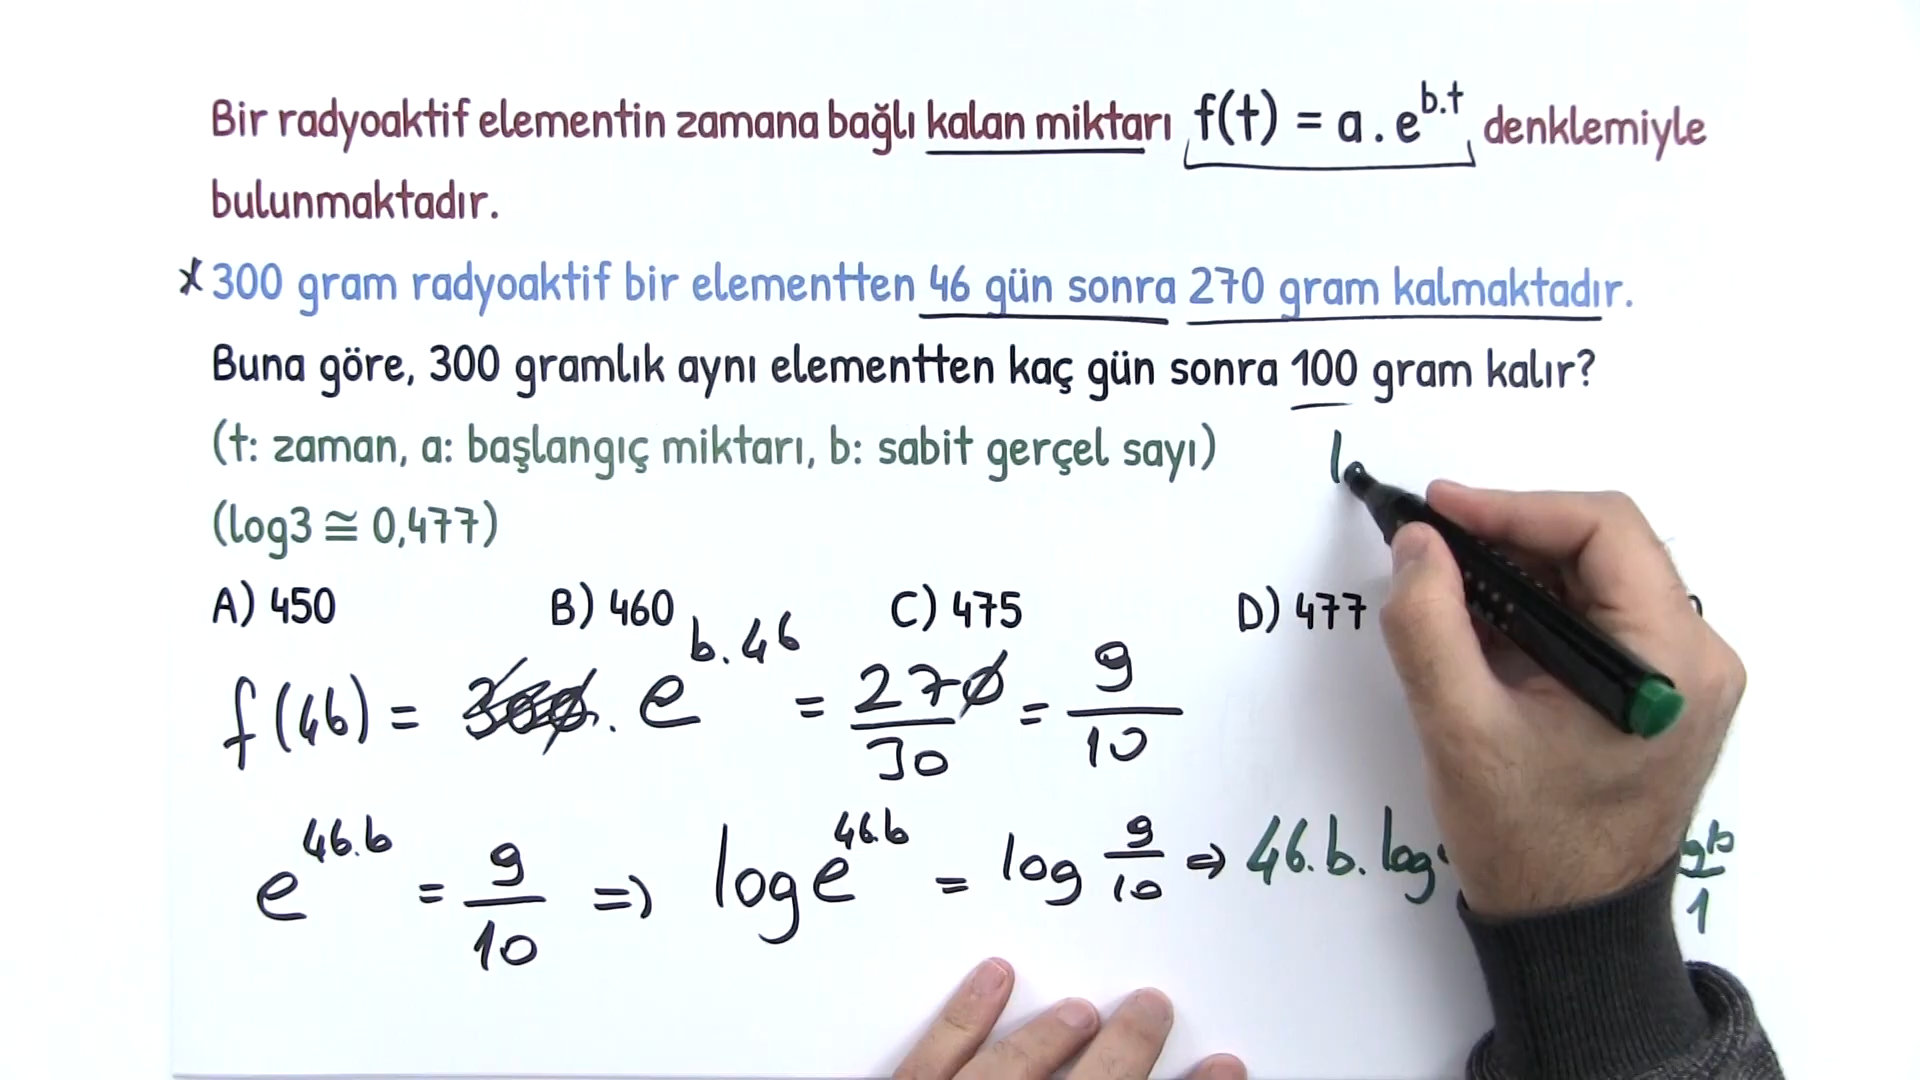 Bir radyoaktif elementin zamana bağlı kalan miktarı f(t) = a . e^b.t denklemiyle
bulunmaktadır.
300 gram radyoaktif bir elementten 46 gün sonra 270 gram kalmaktadır.
Buna göre, 300 gramlık aynı elementten kaç gün sonra 100 gram kalır?
(t: zaman, a: başlangıç miktarı, b: sabit gerçel sayı)
(log3 ≅ 0,477)
A) 450 B) 460 C) 475 D) 477
f(46) = 300 . e^b.46 = 270/30 = 9/10
e^46.b = 9/10 ⇒ log e^46.b = log 9/10 ⇒ 46.b.log
1